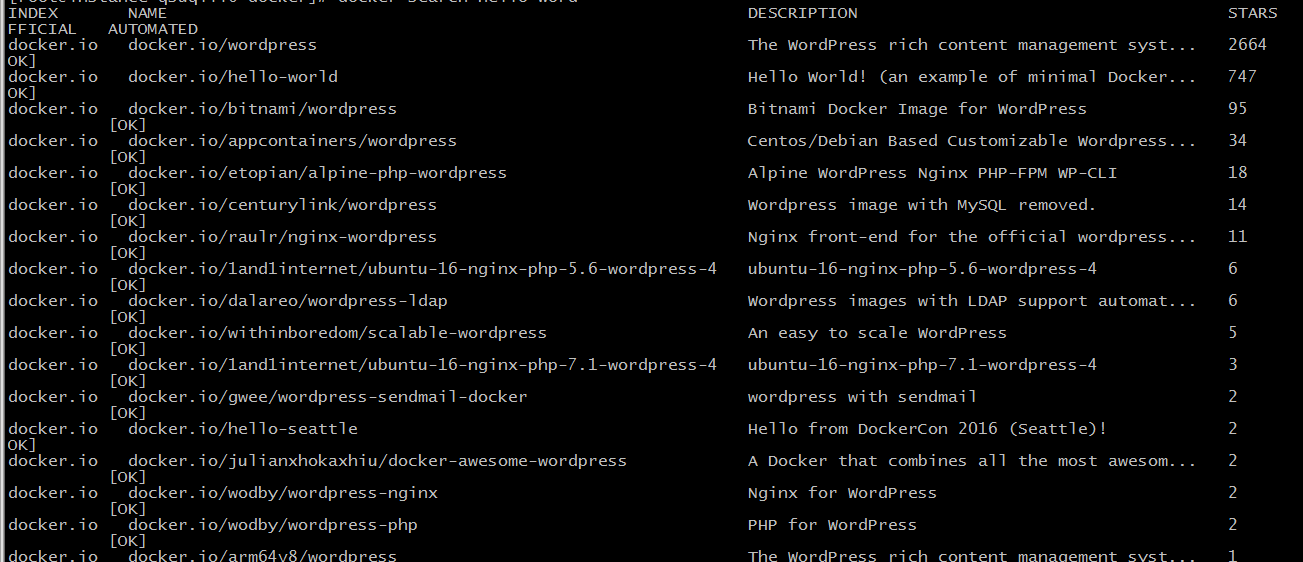 INDEX NAME DESCRIPTION STARS
FFICIAL AUTOMATED
docker.io docker.io/wordpress The WordPress rich content management syst... 2664
OK]
docker.io docker.io/hello-world Hello World! (an example of minimal Docker... 747
OK]
docker.io docker.io/bitnami/wordpress Bitnami Docker Image for WordPress 95
[OK]
docker.io docker.io/appcontainers/wordpress Centos/Debian Based Customizable Wordpress... 34
[OK]
docker.io docker.io/etopian/alpine-php-wordpress Alpine WordPress Nginx PHP-FPM WP-CLI 18
[OK]
docker.io docker.io/centurylink/wordpress Wordpress image with MySQL removed. 14
[OK]
docker.io docker.io/raulr/nginx-wordpress Nginx front-end for the official wordpress... 11
[OK]
docker.io docker.io/1and1internet/ubuntu-16-nginx-php-5.6-wordpress-4 ubuntu-16-nginx-php-5.6-wordpress-4 6
[OK]
docker.io docker.io/dalareo/wordpress-ldap Wordpress images with LDAP support automat... 6
[OK]
docker.io docker.io/withinboredom/scalable-wordpress An easy to scale WordPress 5
[OK]
docker.io docker.io/1and1internet/ubuntu-16-nginx-php-7.1-wordpress-4 ubuntu-16-nginx-php-7.1-wordpress-4 3
[OK]
docker.io docker.io/gwee/wordpress-sendmail-docker wordpress with sendmail 2
[OK]
docker.io docker.io/hello-seattle Hello from DockerCon 2016 (Seattle)! 2
OK]
docker.io docker.io/julianxhokaxhiu/docker-awesome-wordpress A Docker that combines all the most awesom... 2
[OK]
docker.io docker.io/wodby/wordpress-nginx Nginx for WordPress 2
[OK]
docker.io docker.io/wodby/wordpress-php PHP for WordPress 2
[OK]
docker.io docker.io/arm64v8/wordpress The WordPress rich content management syst... 1